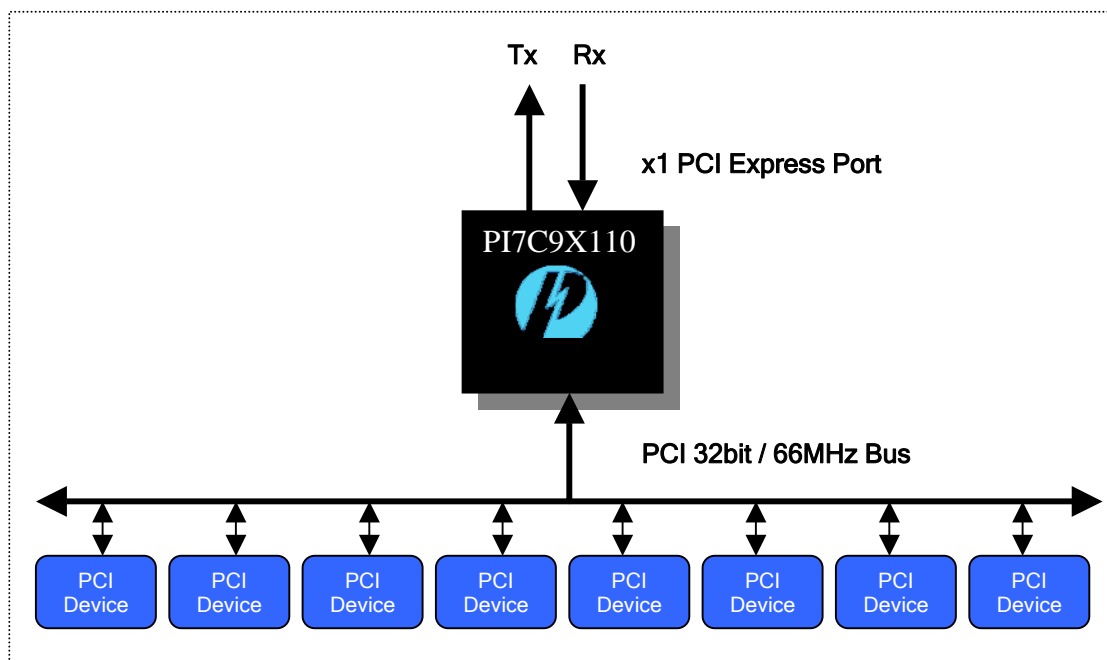 Tx Rx
x1 PCI Express Port
PI7C9X110
PCI 32bit / 66MHz Bus
PCI
Device
PCI
Device
PCI
Device
PCI
Device
PCI
Device
PCI
Device
PCI
Device
PCI
Device